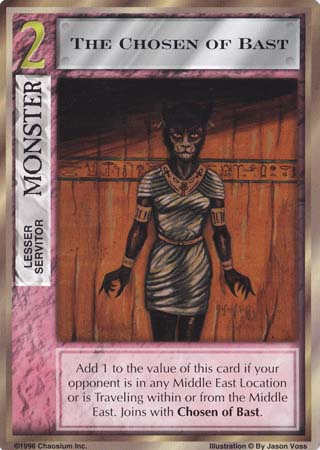 2
THE CHOSEN OF BAST
MONSTER
LESSER
SERVITOR
Add 1 to the value of this card if your
opponent is in any Middle East Location
or is Traveling within or from the Middle
East. Joins with Chosen of Bast.
©1996 Chaosium Inc.
Illustration © By Jason Voss